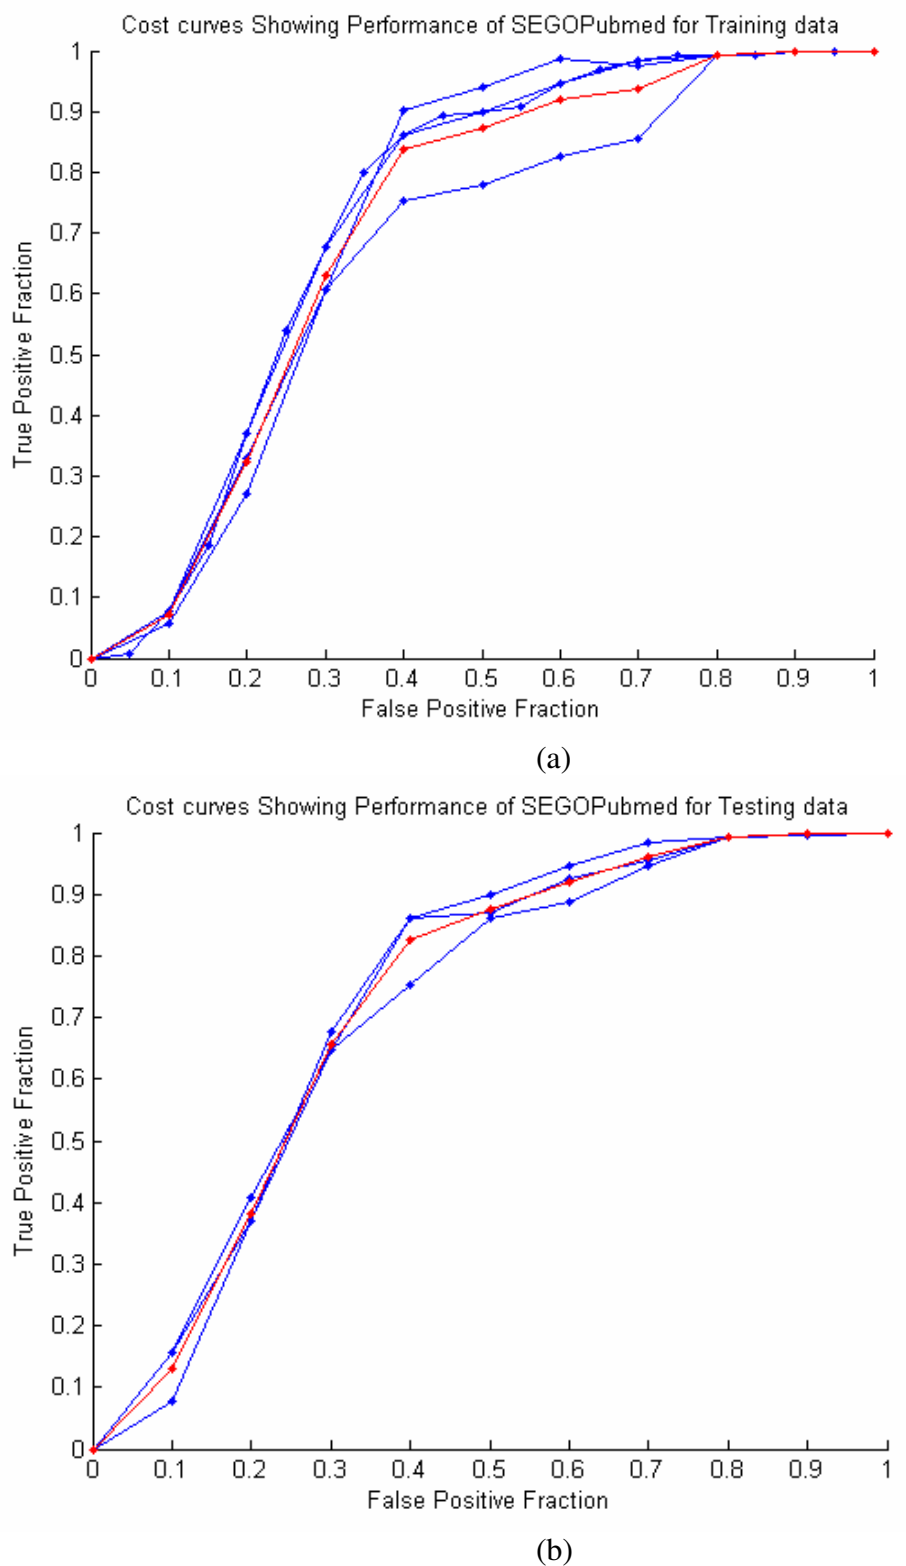 Cost curves Showing Performance of SEGOPubmed for Training data
1
0.9
0.8
0.7
0.6
0.5
0.4
0.3
0.2
0.1
0
True Positive Fraction
0 0.1 0.2 0.3 0.4 0.5 0.6 0.7 0.8 0.9 1
False Positive Fraction
(a)
Cost curves Showing Performance of SEGOPubmed for Testing data
1
0.9
0.8
0.7
0.6
0.5
0.4
0.3
0.2
0.1
0
True Positive Fraction
0 0.1 0.2 0.3 0.4 0.5 0.6 0.7 0.8 0.9 1
False Positive Fraction
(b)